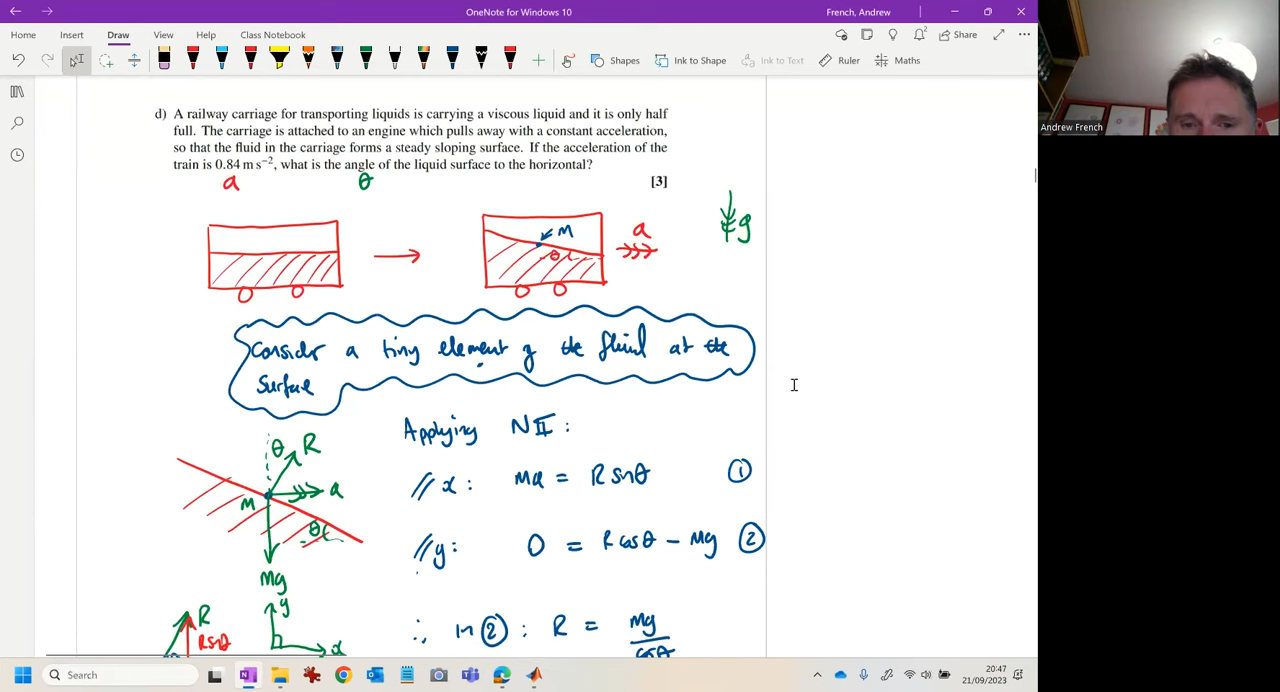 OneNote for Windows 10
French, Andrew
Home Insert Draw View Help Class Notebook
Share
Shapes Ink to Shape Ink to Text Ruler Maths
Andrew French
d) A railway carriage for transporting liquids is carrying a viscous liquid and it is only half
full. The carriage is attached to an engine which pulls away with a constant acceleration,
so that the fluid in the carriage forms a steady sloping surface. If the acceleration of the
train is 0.84 m s⁻², what is the angle of the liquid surface to the horizontal?
[3]
a θ
M
θ
a
g
Consider a tiny element of the fluid at the
surface
Applying NII:
θ R
M a
θ
Mg
//x: Ma = R sinθ ①
//y: 0 = R cosθ - Mg ②
∴ in ②: R = Mg / cosθ
R
R sinθ
y
x
Search
20:47
21/09/2023